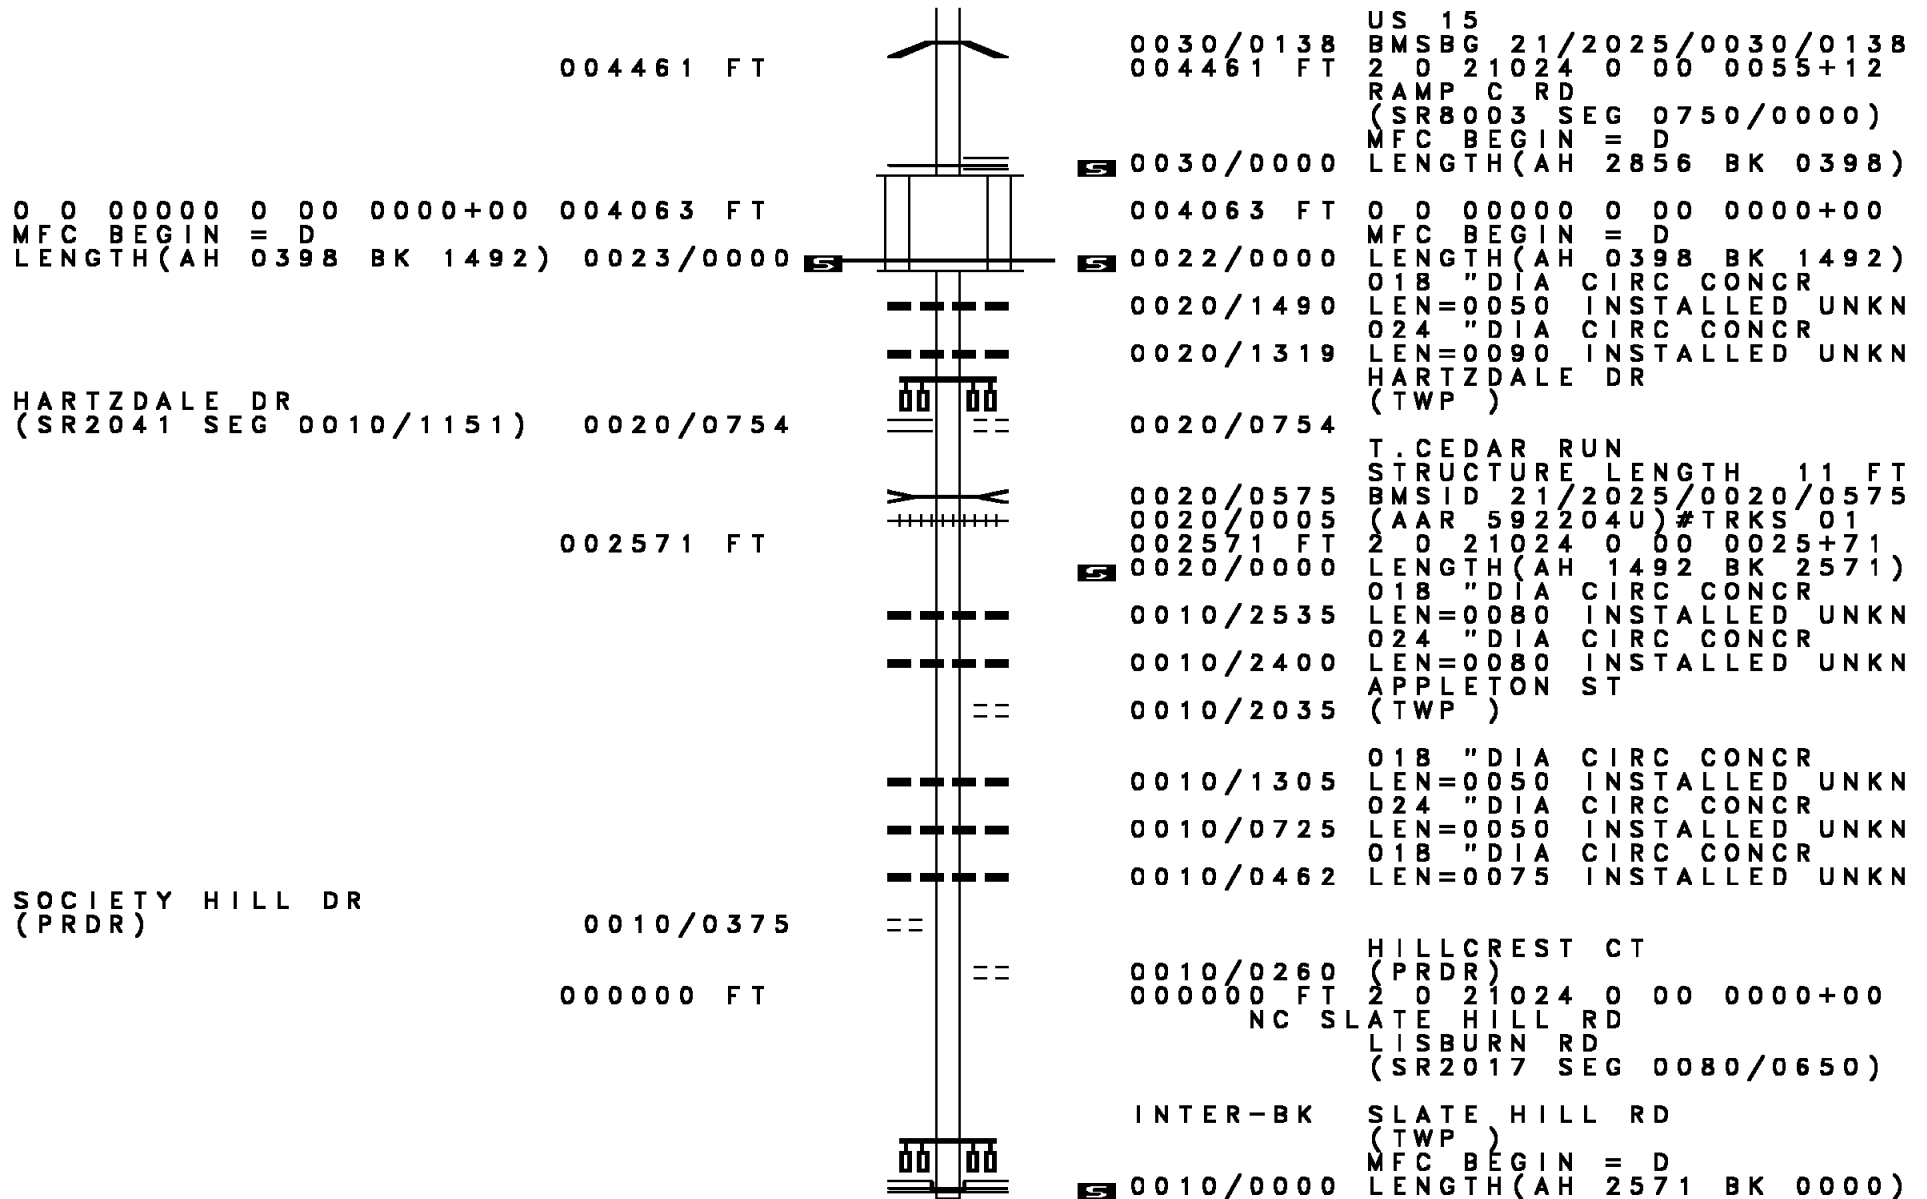 US 15
0030/0138 BMSBG 21/2025/0030/0138
004461 FT 004461 FT 2 0 21024 0 00 0055+12
RAMP C RD
(SR8003 SEG 0750/0000)
MFC BEGIN = D
S 0030/0000 LENGTH(AH 2856 BK 0398)
0 0 00000 0 00 0000+00 004063 FT 004063 FT 0 0 00000 0 00 0000+00
MFC BEGIN = D MFC BEGIN = D
LENGTH(AH 0398 BK 1492) 0023/0000 S S 0022/0000 LENGTH(AH 0398 BK 1492)
018 "DIA CIRC CONCR
0020/1490 LEN=0050 INSTALLED UNKN
024 "DIA CIRC CONCR
0020/1319 LEN=0090 INSTALLED UNKN
HARTZDALE DR
HARTZDALE DR (TWP )
(SR2041 SEG 0010/1151) 0020/0754 0020/0754
T.CEDAR RUN
STRUCTURE LENGTH 11 FT
0020/0575 BMSID 21/2025/0020/0575
0020/0005 (AAR 592204U)#TRKS 01
002571 FT 002571 FT 2 0 21024 0 00 0025+71
S 0020/0000 LENGTH(AH 1492 BK 2571)
018 "DIA CIRC CONCR
0010/2535 LEN=0080 INSTALLED UNKN
024 "DIA CIRC CONCR
0010/2400 LEN=0080 INSTALLED UNKN
APPLETON ST
0010/2035 (TWP )
018 "DIA CIRC CONCR
0010/1305 LEN=0050 INSTALLED UNKN
024 "DIA CIRC CONCR
0010/0725 LEN=0050 INSTALLED UNKN
018 "DIA CIRC CONCR
0010/0462 LEN=0075 INSTALLED UNKN
SOCIETY HILL DR
(PRDR) 0010/0375
HILLCREST CT
0010/0260 (PRDR)
000000 FT 000000 FT 2 0 21024 0 00 0000+00
NC SLATE HILL RD
LISBURN RD
(SR2017 SEG 0080/0650)
INTER-BK SLATE HILL RD
(TWP )
MFC BEGIN = D
S 0010/0000 LENGTH(AH 2571 BK 0000)